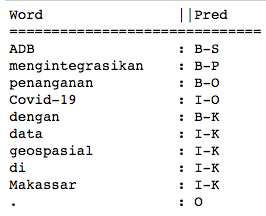 Word ||Pred
==============================
ADB : B-S
mengintegrasikan : B-P
penanganan : B-O
Covid-19 : I-O
dengan : B-K
data : I-K
geospasial : I-K
di : I-K
Makassar : I-K
. : O